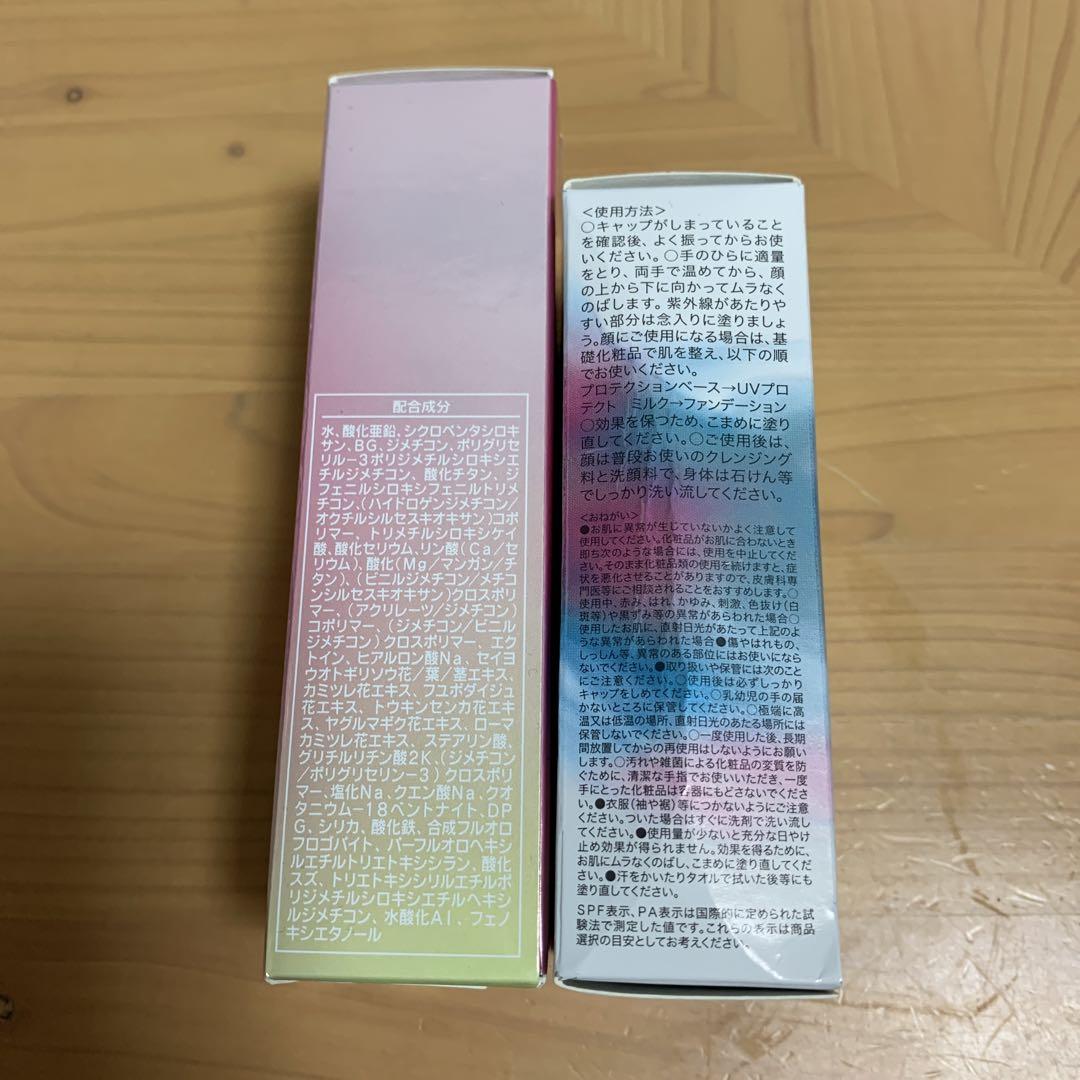 配合成分
水、酸化亜鉛、シクロペンタシロキ
サン、BG、ジメチコン、ポリグリセ
リル－3ポリジメチルシロキシエ
チルジメチコン、酸化チタン、ジ
フェニルシロキシフェニルトリメ
チコン、(ハイドロゲンジメチコン/
オクチルシルセスキオキサン)コポ
リマー、トリメチルシロキシケイ
酸、酸化セリウム、リン酸(Ca/セ
リウム)、酸化(Mg/マンガン/チ
タン)、(ビニルジメチコン/メチコ
ンシルセスキオキサン)クロスポリ
マー、(アクリレーツ/ジメチコン)
コポリマー、(ジメチコン/ビニル
ジメチコン)クロスポリマー、エク
トイン、ヒアルロン酸Na、セイヨ
ウオトギリソウ花/葉/茎エキス、
カミツレ花エキス、フユボダイジュ
花エキス、トウキンセンカ花エキ
ス、ヤグルマギク花エキス、ローマ
カミツレ花エキス、ステアリン酸、
グリチルリチン酸2K、(ジメチコン
/ポリグリセリン－3)クロスポリ
マー、塩化Na、クエン酸Na、クオ
タニウム－18ベントナイト、DP
G、シリカ、酸化鉄、合成フルオロ
フロゴパイト、パーフルオロヘキシ
ルエチルトリエトキシシラン、酸化
スズ、トリエトキシシリルエチルポ
リジメチルシロキシエチルヘキシ
ルジメチコン、水酸化Al、フェノ
キシエタノール
＜使用方法＞
○キャップがしまっていること
を確認後、よく振ってからお使
いください。○手のひらに適量
をとり、両手で温めてから、顔
の上から下に向かってムラなく
のばします。紫外線があたりや
すい部分は念入りに塗りましょ
う。顔にご使用になる場合は、基
礎化粧品で肌を整え、以下の順
でお使いください。
プロテクションベース→UVプロ
テクト ミルク→ファンデーション
○効果を保つため、こまめに塗り
直してください。○ご使用後は、
顔は普段お使いのクレンジング
料と洗顔料で、身体は石けん等
でしっかり洗い流してください。
＜おねがい＞
●お肌に異常が生じていないかよく注意して
使用してください。化粧品がお肌に合わないとき
即ち次のような場合には、使用を中止してくだ
さい。そのまま化粧品類の使用を続けますと、症
状を悪化させることがありますので、皮膚科専
門医等にご相談されることをおすすめします。○
使用中、赤み、はれ、かゆみ、刺激、色抜け(白
斑等)や黒ずみ等の異常があらわれた場合○
使用したお肌に、直射日光があたって上記のよ
うな異常があらわれた場合●傷やはれもの、
しっしん等、異常のある部位にはお使いになら
ないでください。●取り扱いや保管には次のこと
にご注意ください。○使用後は必ずしっかり
キャップをしめてください。○乳幼児の手の届
かないところに保管してください。○極端に高
温又は低温の場所、直射日光のあたる場所には
保管しないでください。○一度使用した後、長期
間放置してからの再使用はしないようにお願い
します。○汚れや雑菌による化粧品の変質を防
ぐために、清潔な手指でお使いいただき、一度
手にとった化粧品は容器にもどさないでくださ
い。●衣服(袖や裾)等につかないようにご注意
ください。ついた場合はすぐに洗剤で洗い流し
てください。●使用量が少ないと充分な日やけ
止め効果が得られません。効果を得るために、
お肌にムラなくのばし、こまめに塗り直してくだ
さい。●汗をかいたりタオルで拭いた後等にも
塗り直してください。
SPF表示、PA表示は国際的に定められた試
験法で測定した値です。これらの表示は商品
選択の目安としてお考えください。